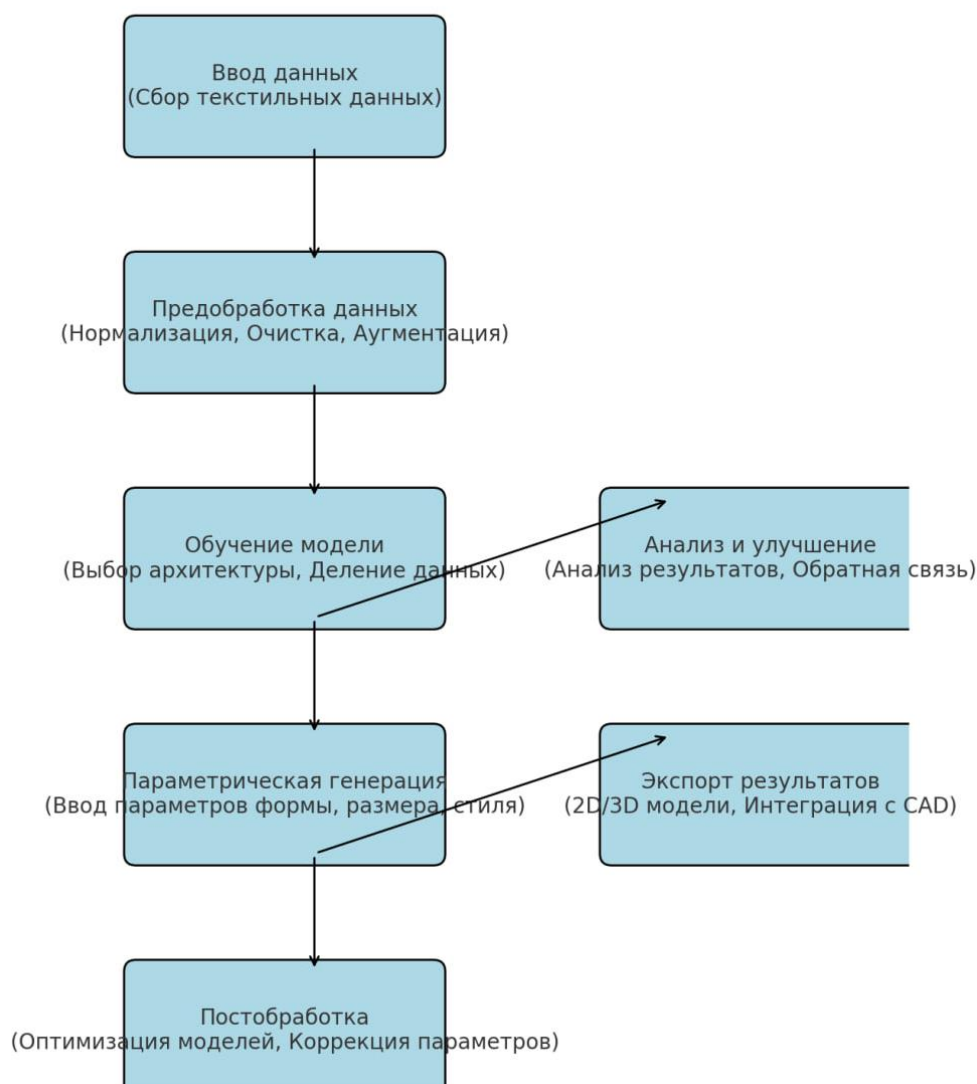 Ввод данных
(Сбор текстильных данных)
Предобработка данных
(Нормализация, Очистка, Аугментация)
Обучение модели
(Выбор архитектуры, Деление данных)
Анализ и улучшение
(Анализ результатов, Обратная связь)
Параметрическая генерация
(Ввод параметров формы, размера, стиля)
Экспорт результатов
(2D/3D модели, Интеграция с CAD)
Постобработка
(Оптимизация моделей, Коррекция параметров)